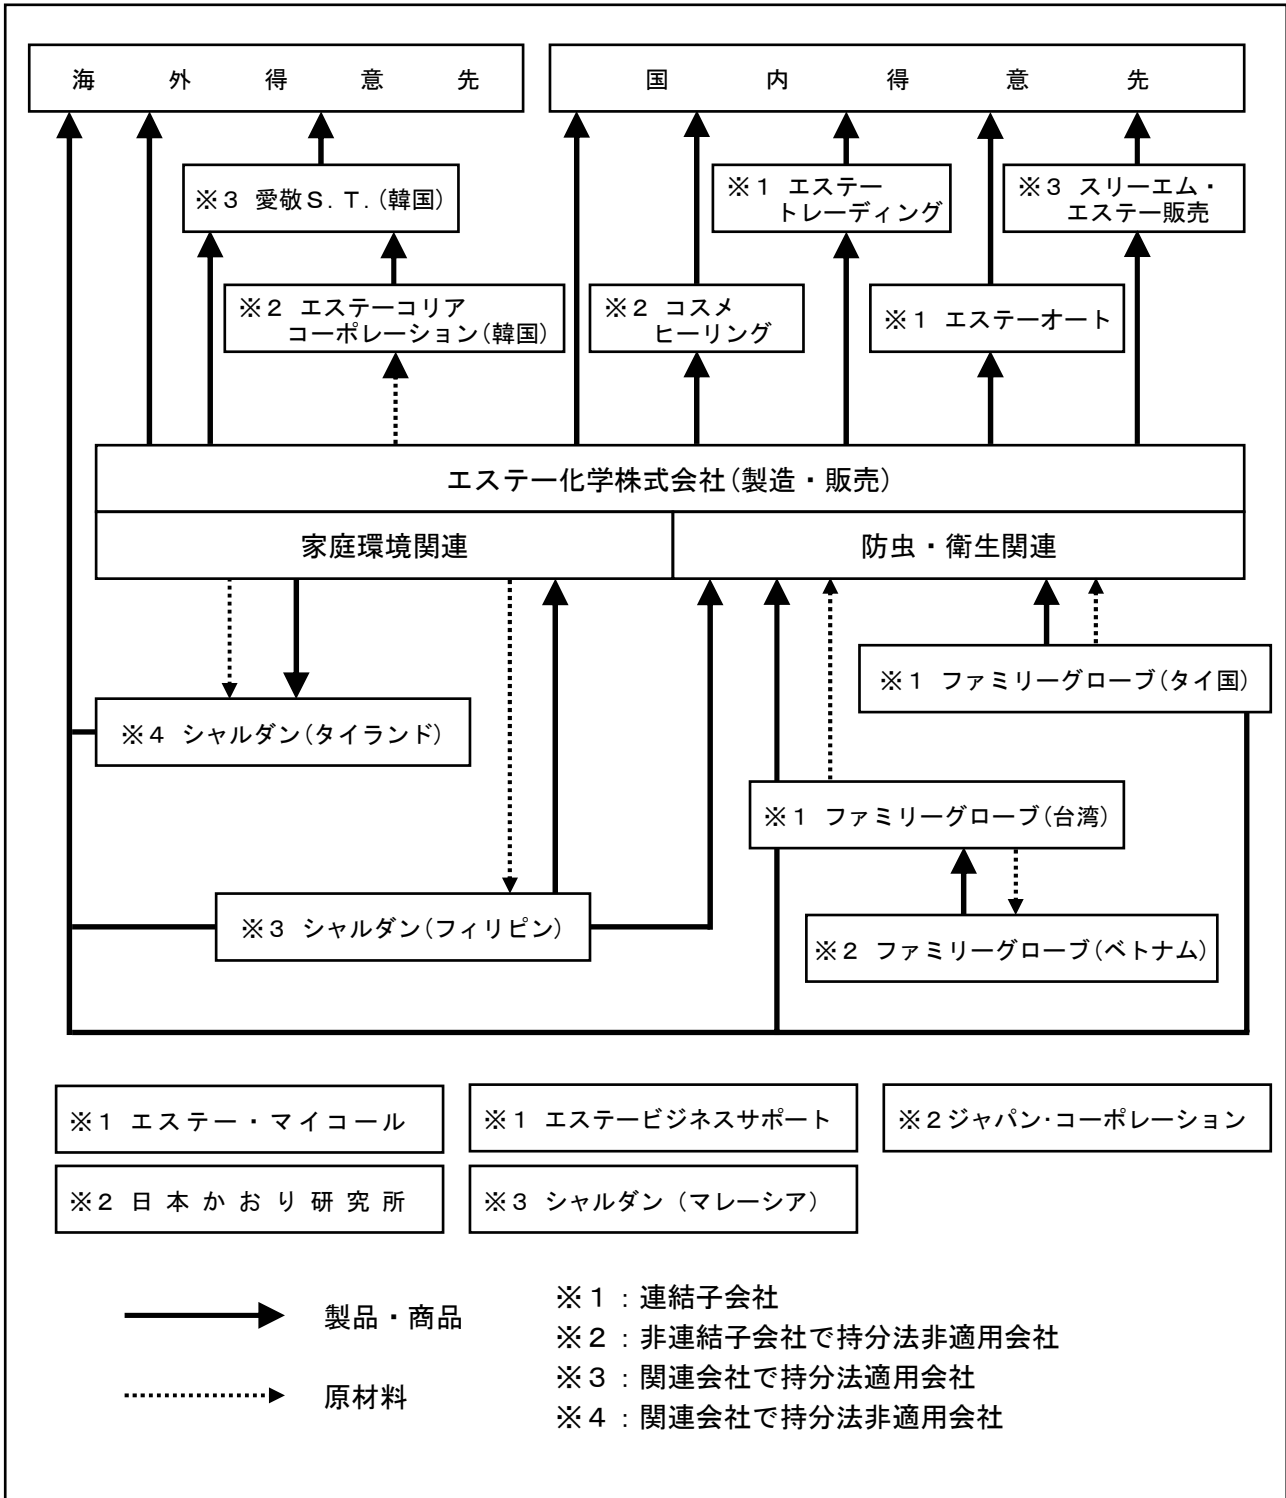 海外得意先
国内得意先
※3 愛敬S.T.(韓国)
※1 エステー
トレーディング
※3 スリーエム・
エステー販売
※2 エステーコリア
コーポレーション(韓国)
※2 コスメ
ヒーリング
※1 エステーオート
エステー化学株式会社(製造・販売)
家庭環境関連
防虫・衛生関連
※1 ファミリーグローブ(タイ国)
※4 シャルダン(タイランド)
※1 ファミリーグローブ(台湾)
※3 シャルダン(フィリピン)
※2 ファミリーグローブ(ベトナム)
※1 エステー・マイコール
※1 エステービジネスサポート
※2ジャパン・コーポレーション
※2 日本かおり研究所
※3 シャルダン(マレーシア)
製品・商品
原材料
※1:連結子会社
※2:非連結子会社で持分法非適用会社
※3:関連会社で持分法適用会社
※4:関連会社で持分法非適用会社